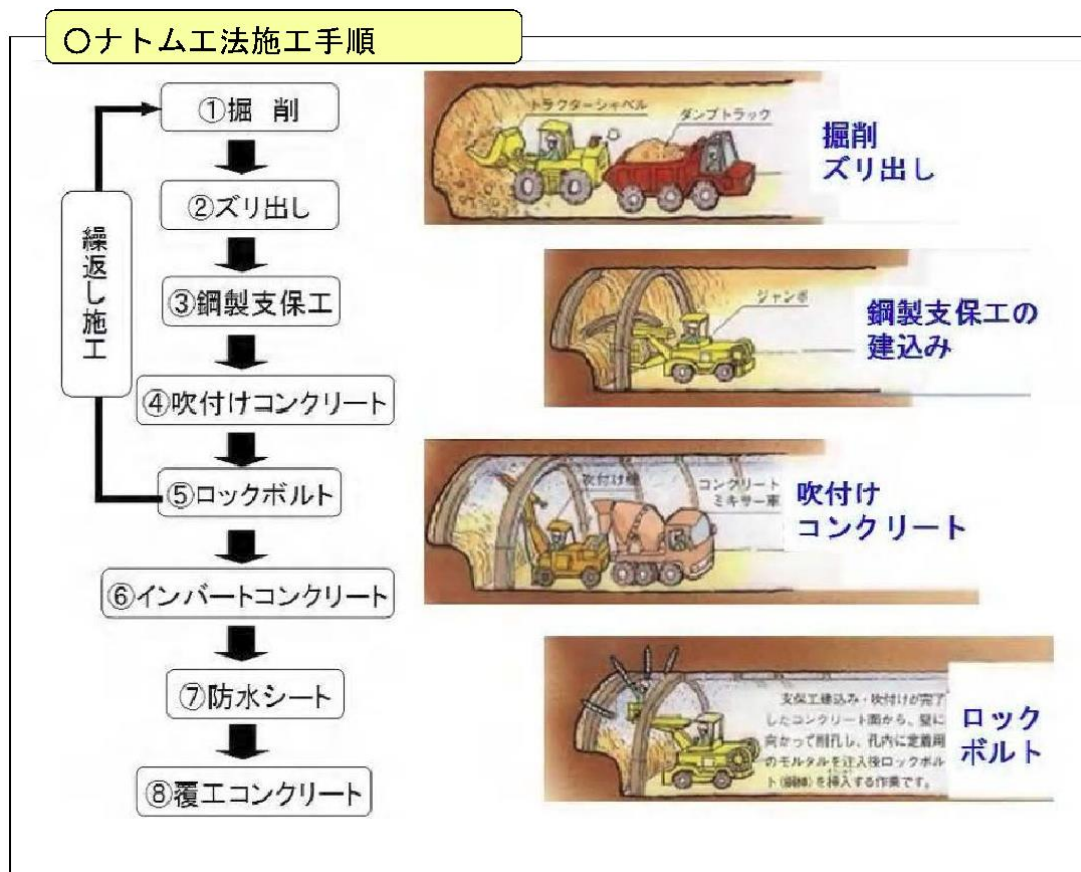 〇ナトム工法施工手順
①掘削
②ズリ出し
③鋼製支保工
④吹付けコンクリート
⑤ロックボルト
⑥インバートコンクリート
⑦防水シート
⑧覆工コンクリート
繰返し施工
トラクターショベル
ダンプトラック
掘削
ズリ出し
ジャンボ
鋼製支保工の
建込み
吹付け機
コンクリート
ミキサー車
吹付け
コンクリート
支保工建込み・吹付けが完了
したコンクリート面から、壁に
向かって削孔し、孔内に定着用
のモルタルを注入後ロックボル
ト(鋼棒)を挿入する作業です。
ロック
ボルト